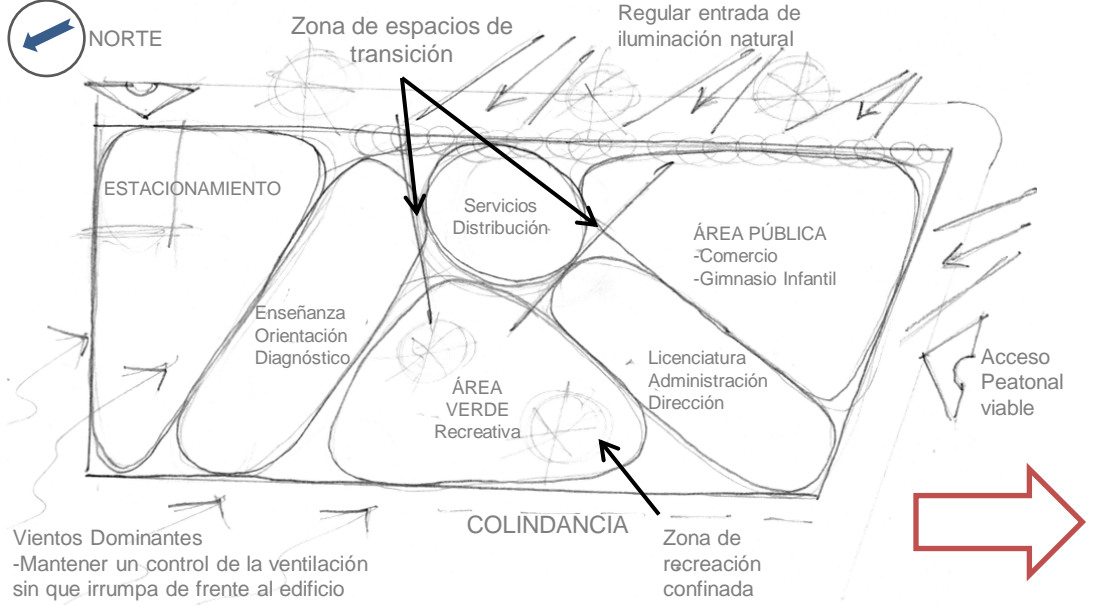 NORTE
Zona de espacios de
transición
Regular entrada de
iluminación natural
ESTACIONAMIENTO
Servicios
Distribución
ÁREA PÚBLICA
-Comercio
-Gimnasio Infantil
Enseñanza
Orientación
Diagnóstico
ÁREA
VERDE
Recreativa
Licenciatura
Administración
Dirección
Acceso
Peatonal
viable
COLINDANCIA
Vientos Dominantes
-Mantener un control de la ventilación
sin que irrumpa de frente al edificio
Zona de
recreación
confinada